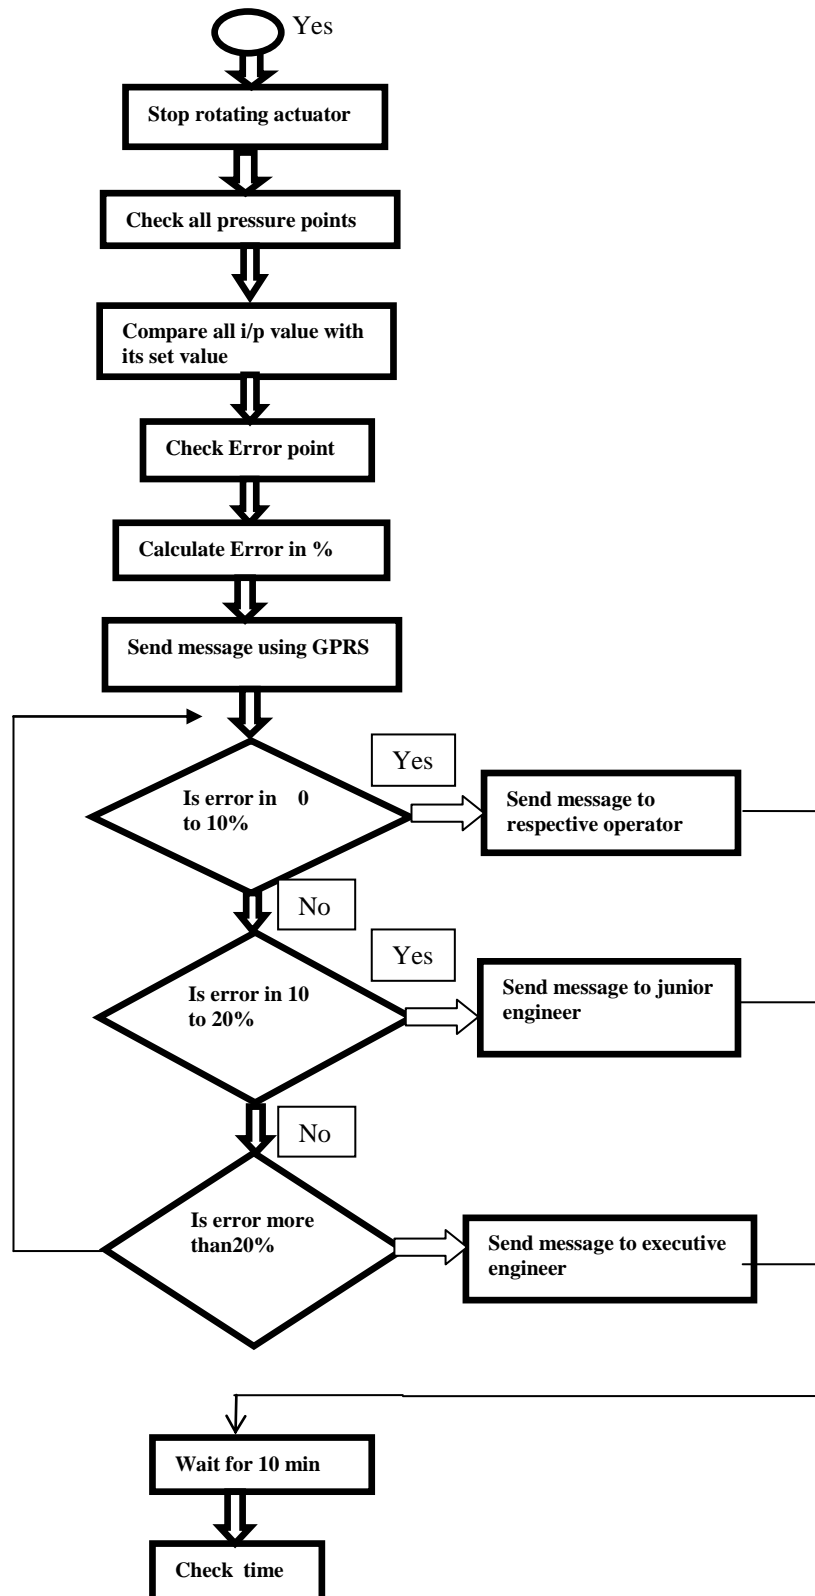 Yes
Stop rotating actuator
Check all pressure points
Compare all i/p value with
its set value
Check Error point
Calculate Error in %
Send message using GPRS
Yes
Is error in 0
to 10%
Send message to
respective operator
No
Yes
Is error in 10
to 20%
Send message to junior
engineer
No
Is error more
than20%
Send message to executive
engineer
Wait for 10 min
Check time